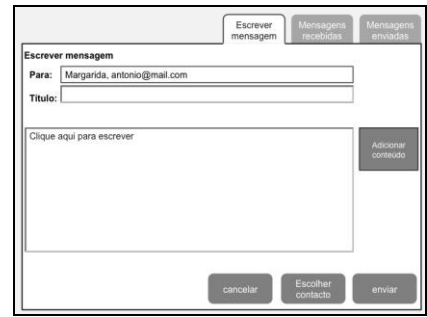 Escrever
mensagem
Mensagens
recebidas
Mensagens
enviadas
Escrever mensagem
Para: Margarida, antonio@mail.com
Título:
Clique aqui para escrever
Adicionar
conteúdo
cancelar
Escolher
contacto
enviar